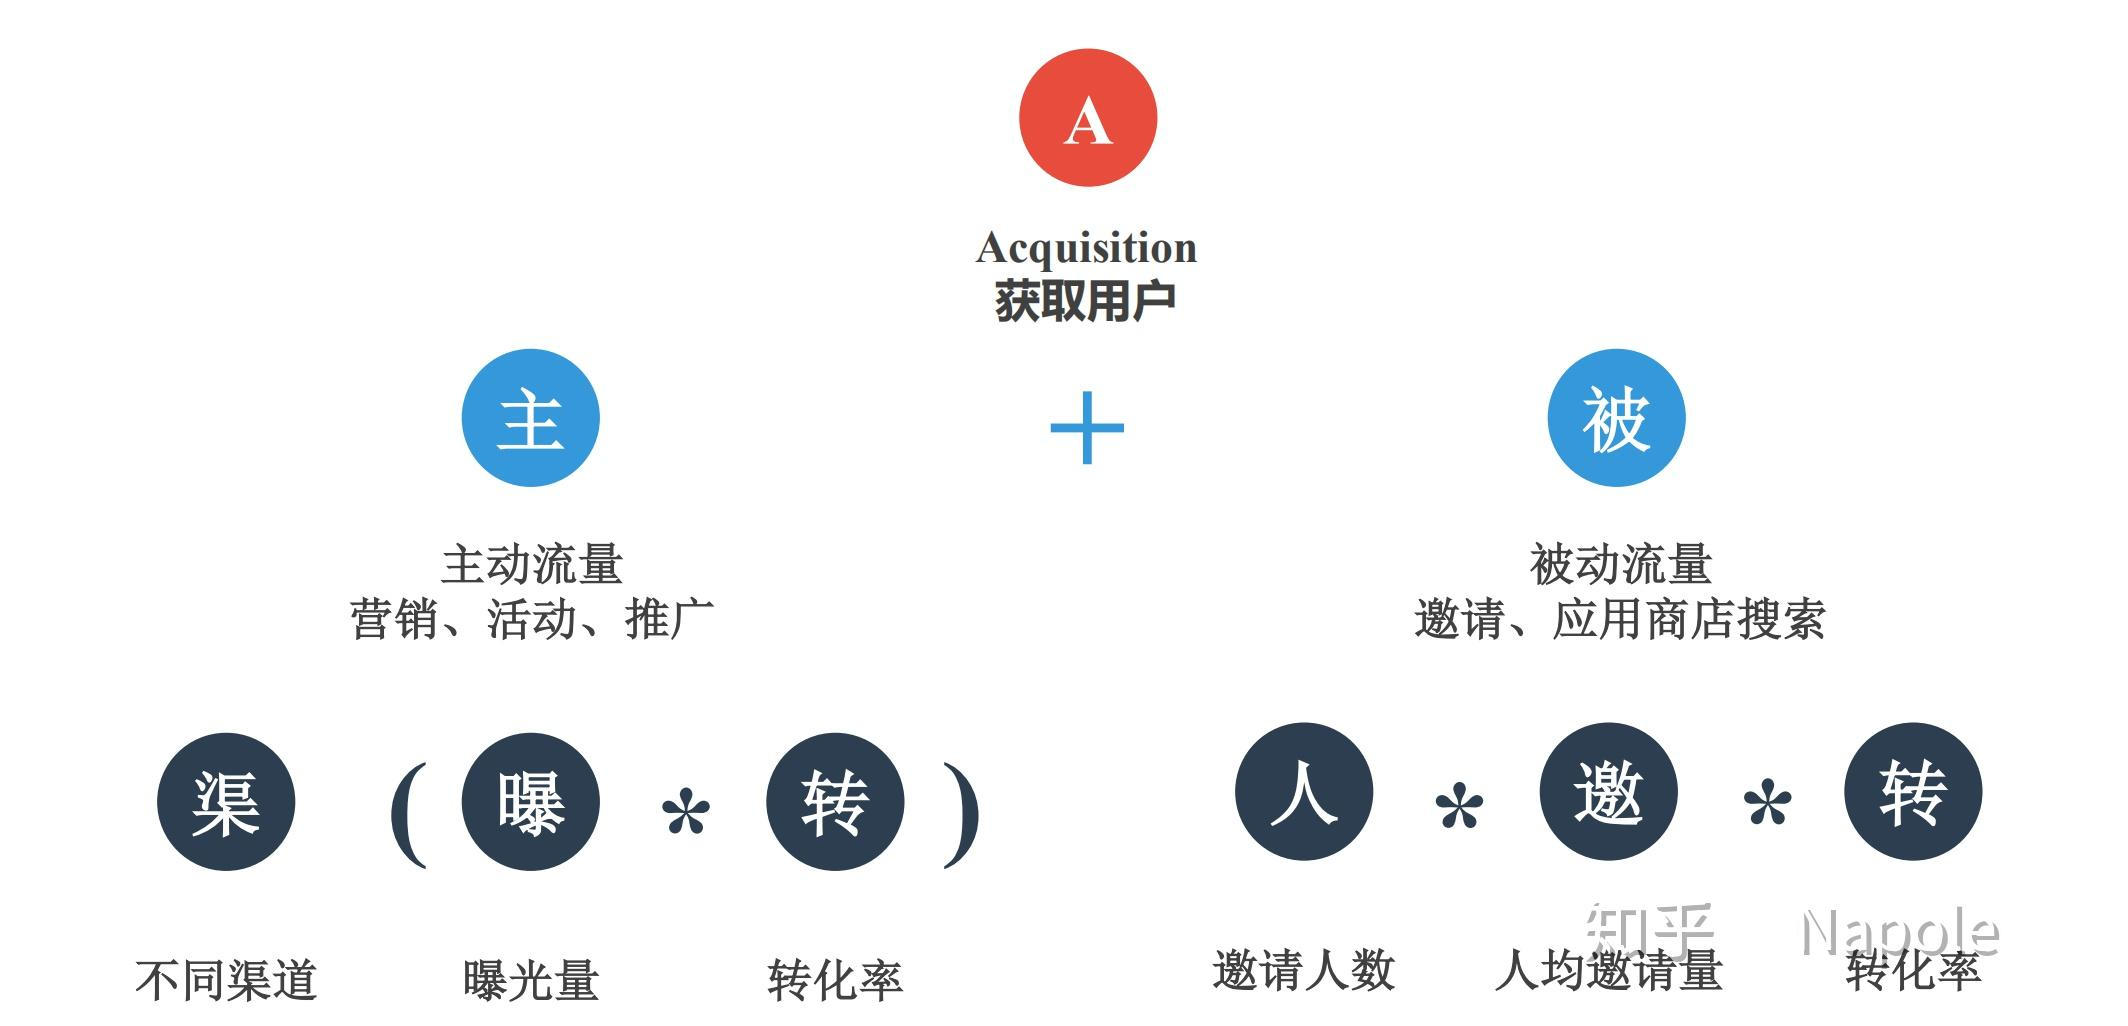 A
Acquisition
获取用户
主
+
被
主动流量
营销、活动、推广
被动流量
邀请、应用商店搜索
渠 ( 曝 * 转 )
人 * 邀 * 转
不同渠道 曝光量 转化率
邀请人数 人均邀请量 转化率
知乎 Napole